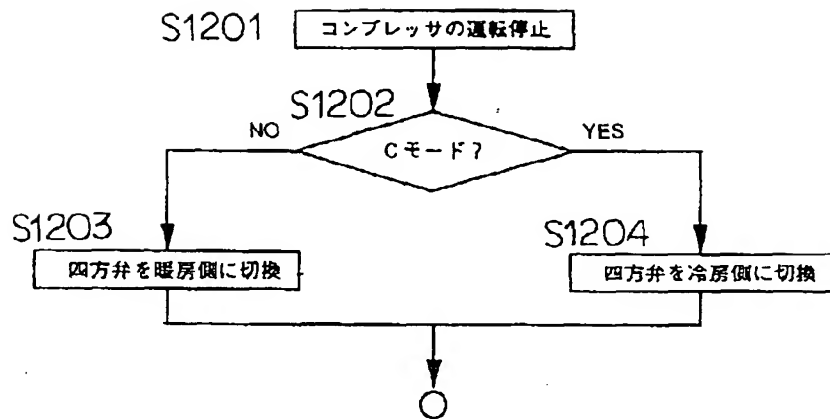 S1201
コンプレッサの運転停止
S1202
NO
YES
Cモード?
S1203
S1204
四方弁を暖房側に切換
四方弁を冷房側に切換